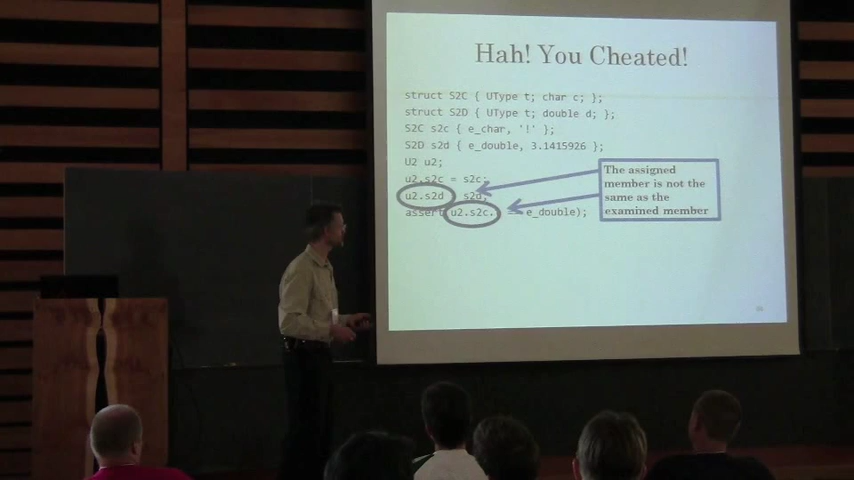 Hah! You Cheated!
struct S2C { UType t; char c; };
struct S2D { UType t; double d; };
S2C s2c { e_char, '!' };
S2D s2d { e_double, 3.1415926 };
U2 u2;
u2.s2c = s2c;
u2.s2d s2d;
assert u2.s2c. = e_double);
The assigned
member is not the
same as the
examined member